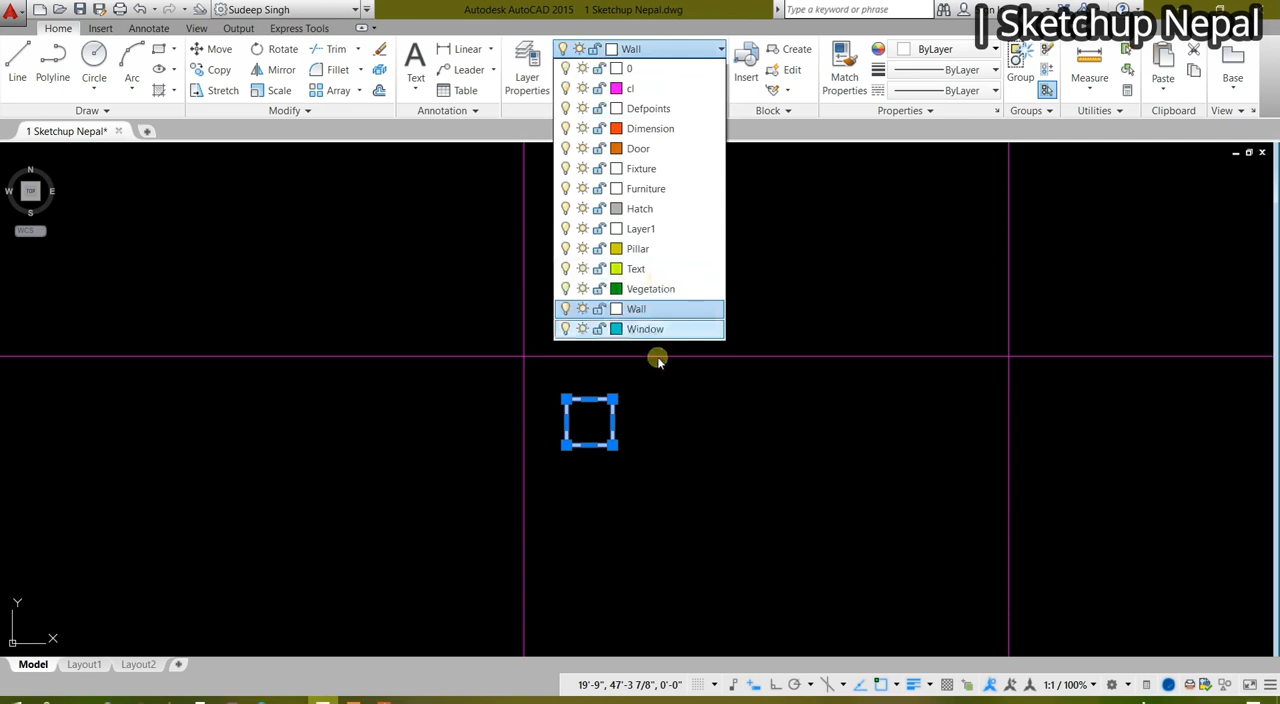 Sudeep Singh
Autodesk AutoCAD 2015 1 Sketchup Nepal.dwg
Type a keyword or phrase
| Sketchup Nepal
Home Insert Annotate View Output Express Tools
Line
Polyline
Circle
Arc
Draw
Move Rotate Trim
Copy Mirror Fillet
Stretch Scale Array
Modify
Text
Linear
Leader
Table
Annotation
Layer
Properties
Wall
0
cl
Defpoints
Dimension
Door
Fixture
Furniture
Hatch
Layer1
Pillar
Text
Vegetation
Wall
Window
Insert
Create
Edit
Block
Match
Properties
ByLayer
ByLayer
ByLayer
Properties
Group
Groups
Measure
Utilities
Paste
Clipboard
Base
View
1 Sketchup Nepal*
N
W TOP E
S
WCS
Y
X
Model Layout1 Layout2
19'-9", 47'-3 7/8", 0'-0"
1:1 / 100%